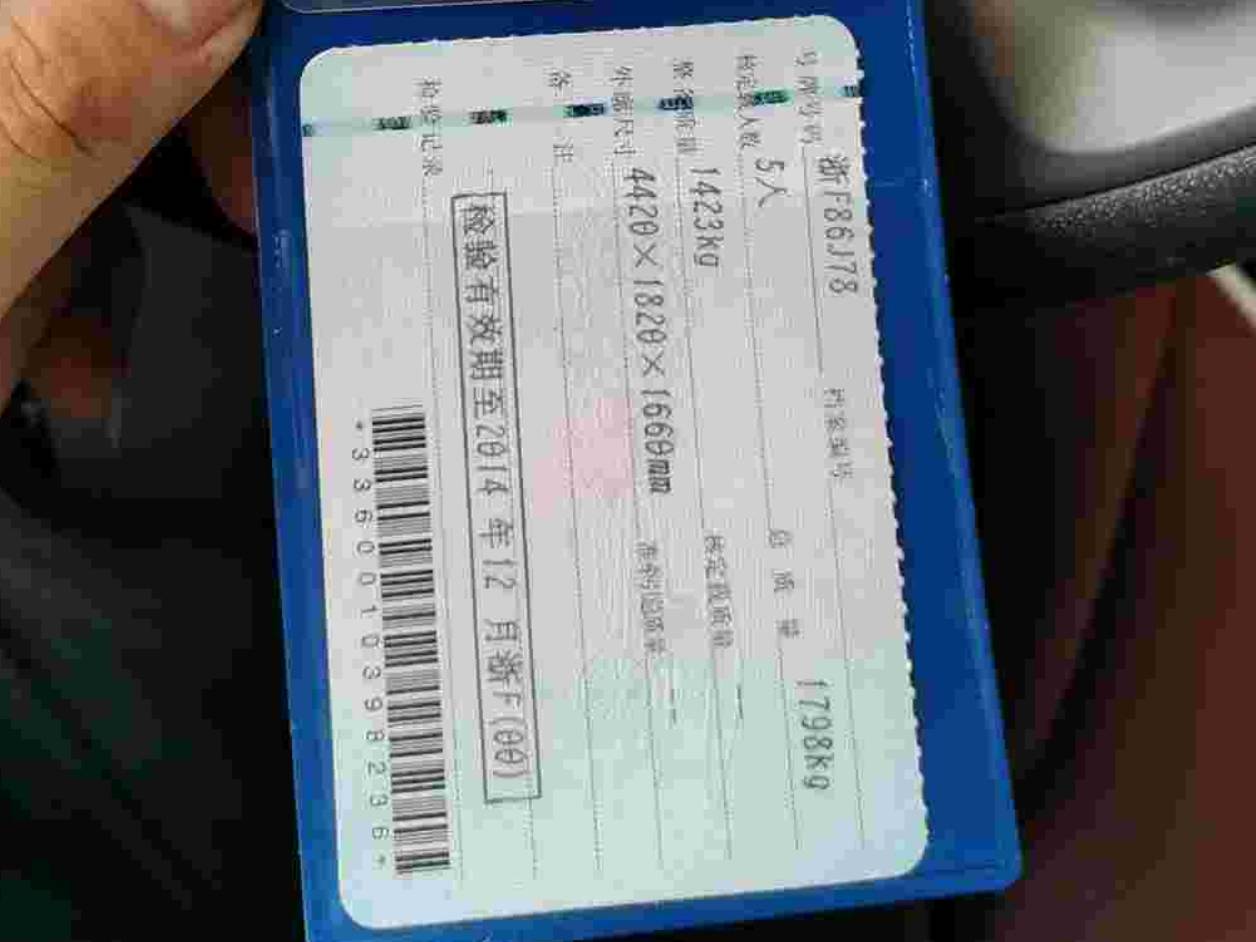 号牌号码 浙F86J78 档案编号
核定载人数 5人 总质量 1798kg
整备质量 1423kg 核定载质量 —
外廓尺寸 4420×1820×1660mm 准牵引总质量 —
备注
检验有效期至2014年12月浙F(00)
检验记录
*3360010398236*